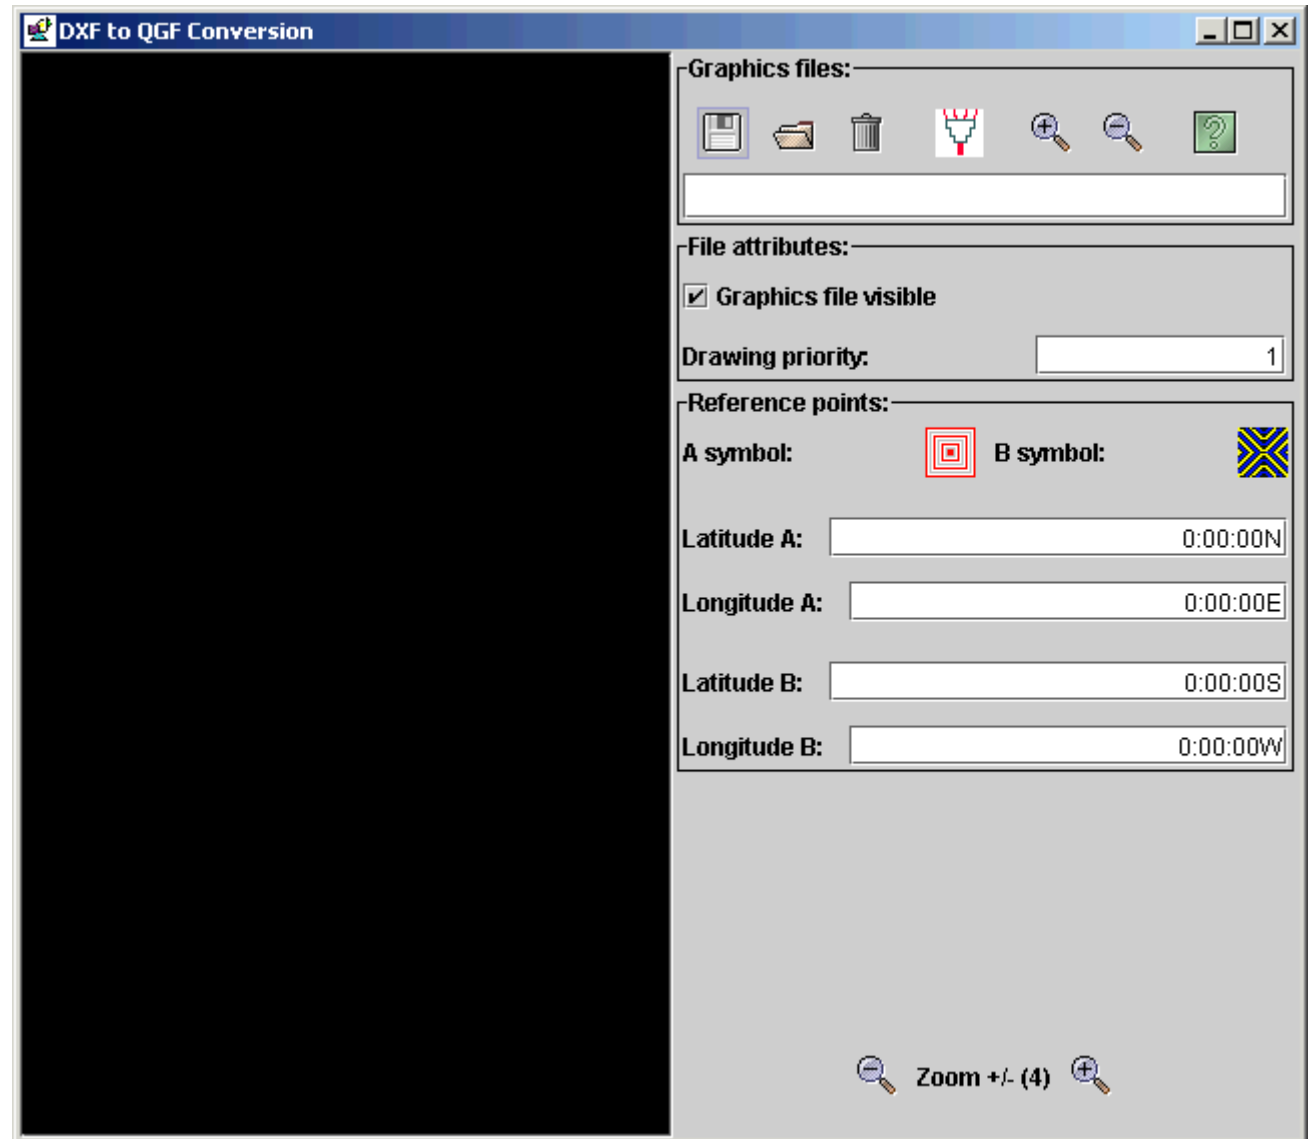 DXF to QGF Conversion
Graphics files:
File attributes:
Graphics file visible
Drawing priority: 1
Reference points:
A symbol: B symbol:
Latitude A: 0:00:00N
Longitude A: 0:00:00E
Latitude B: 0:00:00S
Longitude B: 0:00:00W
Zoom +/- (4)